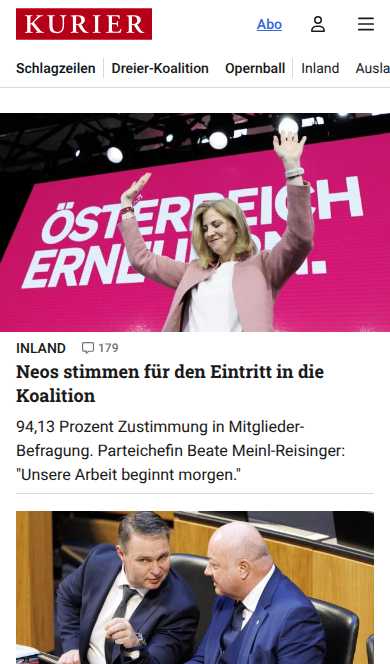 KURIER
Abo
Schlagzeilen
Dreier-Koalition
Opernball
Inland
Ausla
ÖSTERREICH
ERNEUERN.
INLAND
179
Neos stimmen für den Eintritt in die
Koalition
94,13 Prozent Zustimmung in Mitglieder-
Befragung. Parteichefin Beate Meinl-Reisinger:
"Unsere Arbeit beginnt morgen."